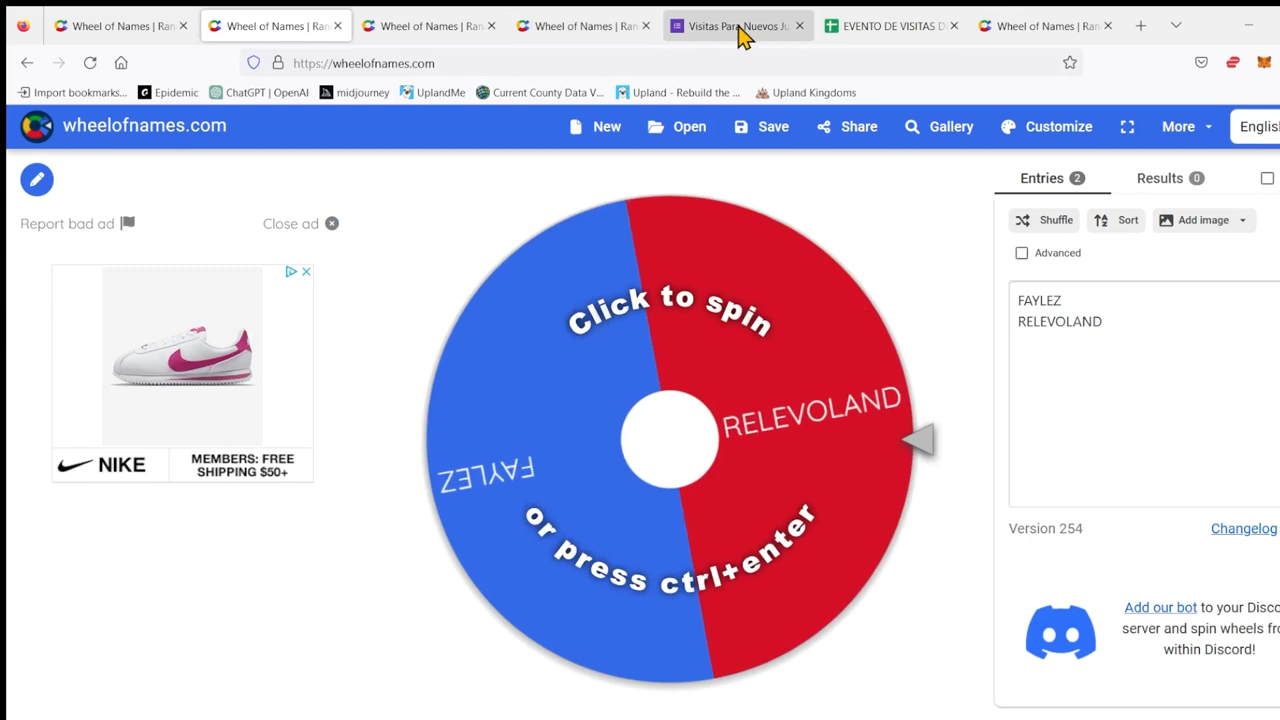 Wheel of Names | Ran
Wheel of Names | Ran
Wheel of Names | Ran
Wheel of Names | Ran
Visitas Para Nuevos Ju
EVENTO DE VISITAS D
Wheel of Names | Ran
https://wheelofnames.com
Import bookmarks...
Epidemic
ChatGPT | OpenAI
midjourney
UplandMe
Current County Data V...
Upland - Rebuild the ...
Upland Kingdoms
wheelofnames.com
New
Open
Save
Share
Gallery
Customize
More
English
Report bad ad
Close ad
Entries 2
Results 0
Shuffle
Sort
Add image
Advanced
FAYLEZ
RELEVOLAND
Click to spin
RELEVOLAND
FAYLEZ
or press ctrl+enter
NIKE
MEMBERS: FREE
SHIPPING $50+
Version 254
Changelog
Add our bot to your Disco
server and spin wheels fro
within Discord!